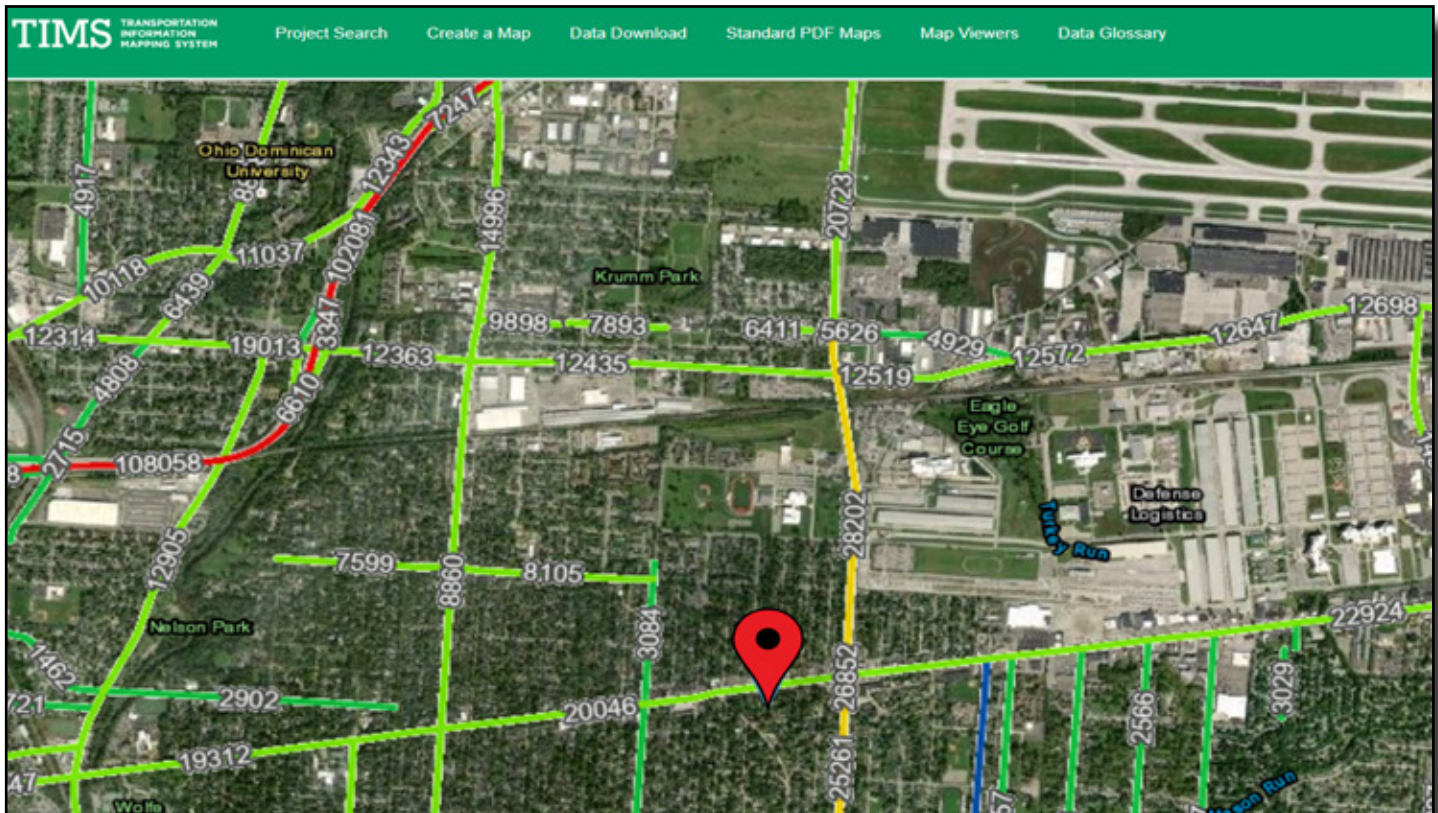 TIMS TRANSPORTATION
INFORMATION
MAPPING SYSTEM
Project Search Create a Map Data Download Standard PDF Maps Map Viewers Data Glossary
7247
Ohio Dominican
University
12343
4917
14996
20723
102081
11037
10118
6439
Krumm Park
3347
12314
19013
12363
9898
7893
6411
5626
4929
12435
12519
12572
12647
12698
4808
6610
Eagle
Eye Golf
Course
2715
108058
Defense
Logistics
28202
Turkey Run
12905
7599
8105
8860
Nelson Park
3084
22924
1462
2902
721
20046
26852
2566
3029
19312
47
25261
57
Wolfe
Run